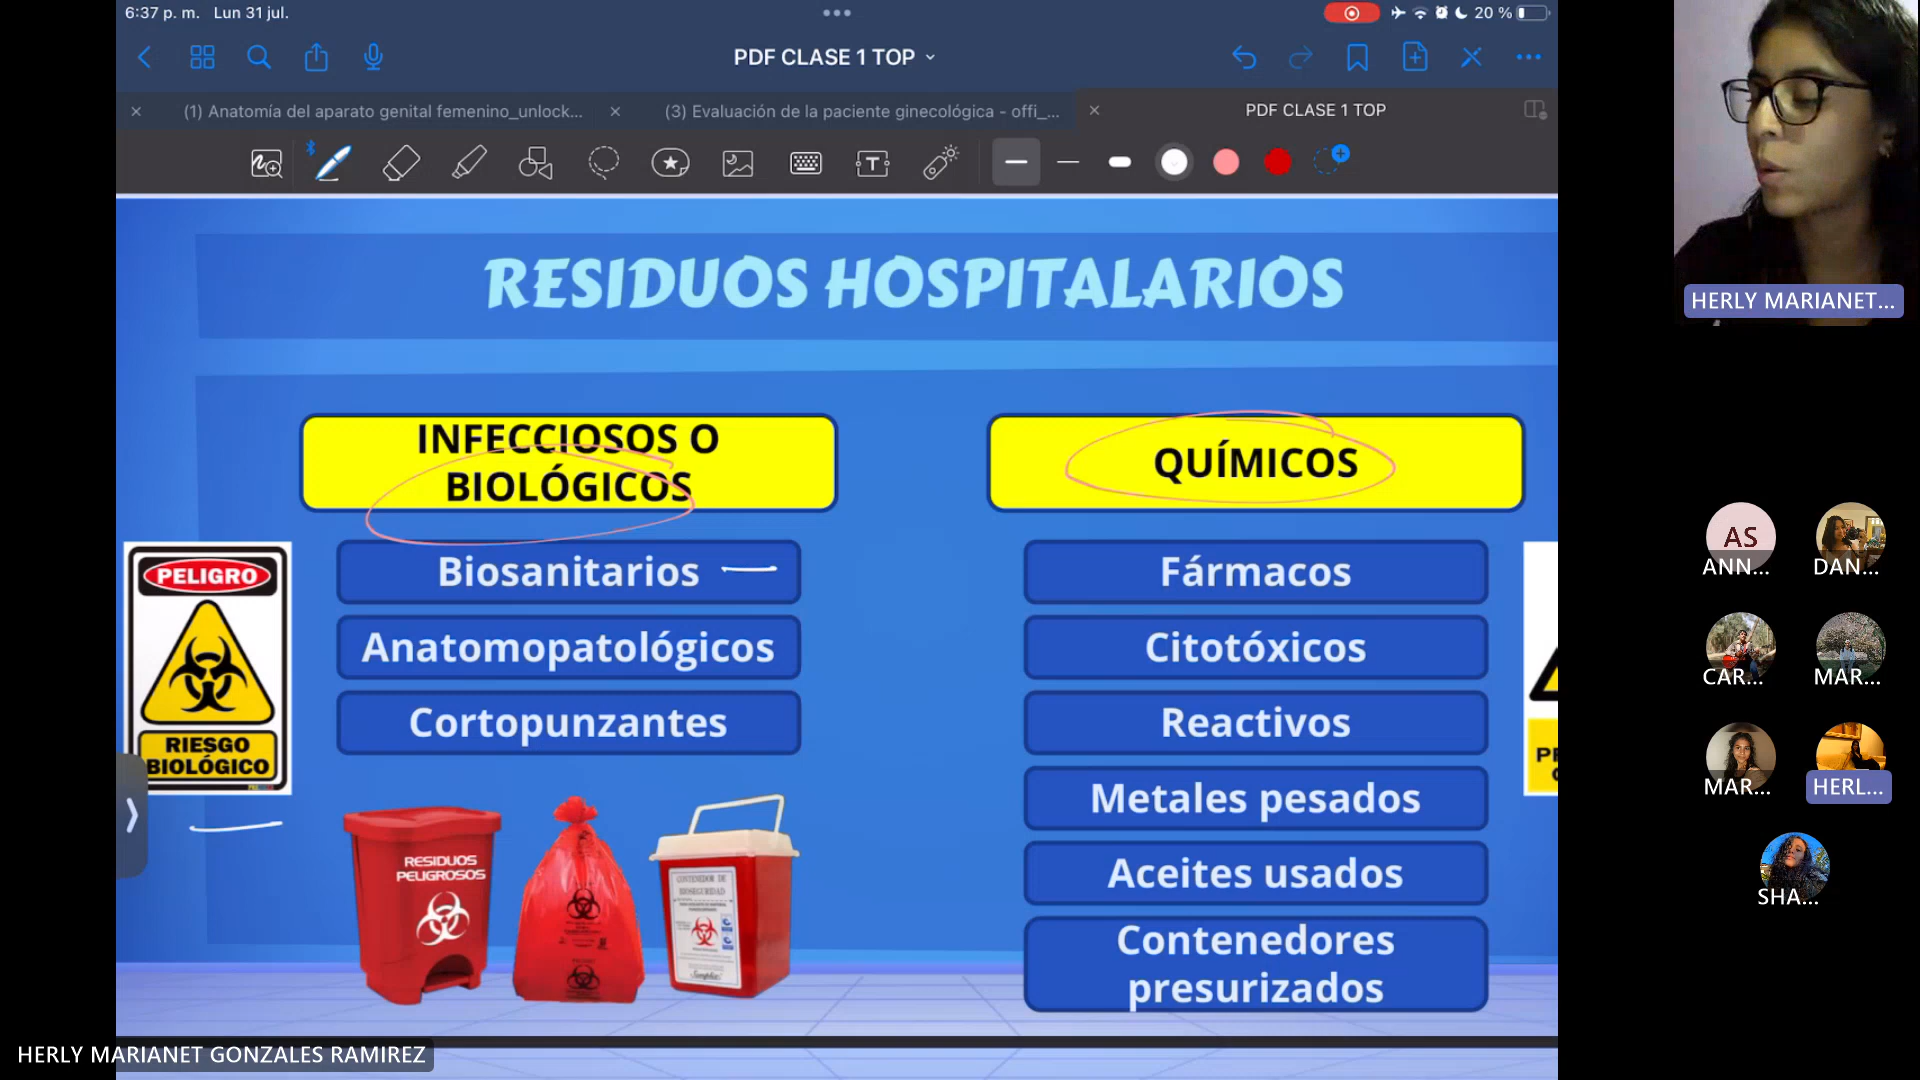 6:37 p. m. Lun 31 jul.
20 %
PDF CLASE 1 TOP
(1) Anatomía del aparato genital femenino_unlock...
(3) Evaluación de la paciente ginecológica - offi_...
PDF CLASE 1 TOP
RESIDUOS HOSPITALARIOS
INFECCIOSOS O
BIOLÓGICOS
Biosanitarios
Anatomopatológicos
Cortopunzantes
PELIGRO
RIESGO
BIOLÓGICO
RESIDUOS
PELIGROSOS
CONTENEDOR DE
BIOSEGURIDAD
QUÍMICOS
Fármacos
Citotóxicos
Reactivos
Metales pesados
Aceites usados
Contenedores
presurizados
HERLY MARIANET...
AS
ANN...
DAN...
CAR...
MAR...
MAR...
HERL...
SHA...
HERLY MARIANET GONZALES RAMIREZ